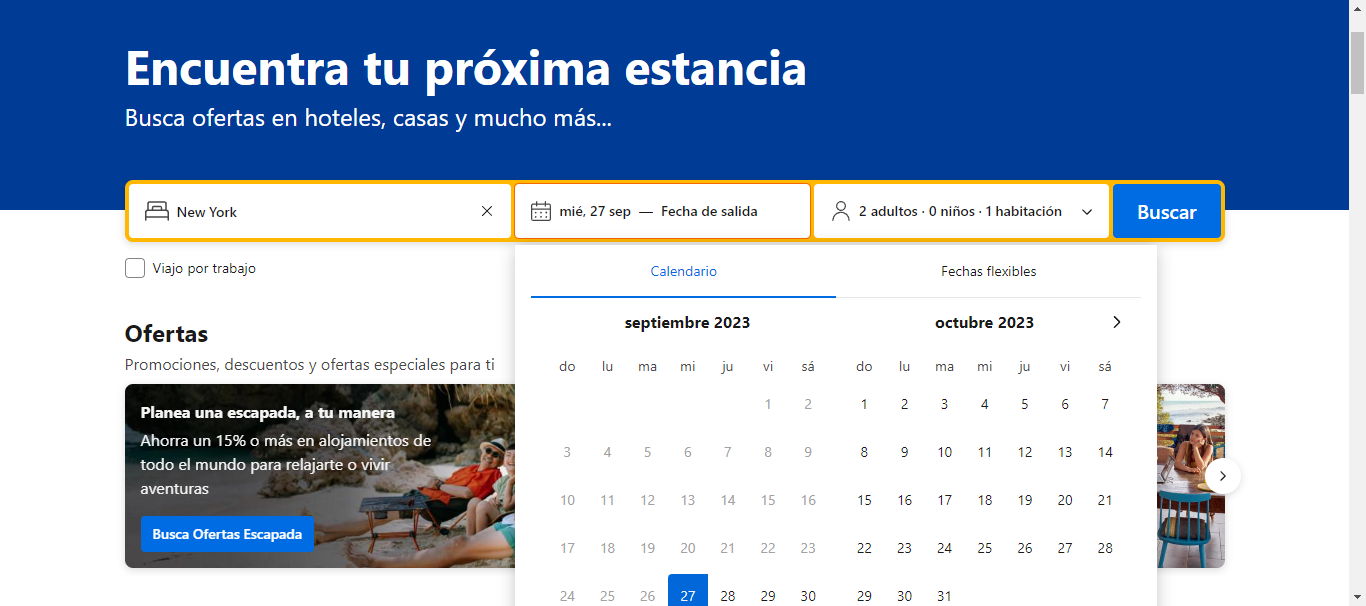 Encuentra tu próxima estancia
Busca ofertas en hoteles, casas y mucho más...
New York
mié, 27 sep — Fecha de salida
2 adultos · 0 niños · 1 habitación
Buscar
Viajo por trabajo
Calendario
Fechas flexibles
septiembre 2023
do lu ma mi ju vi sá
1 2
3 4 5 6 7 8 9
10 11 12 13 14 15 16
17 18 19 20 21 22 23
24 25 26 27 28 29 30
octubre 2023
do lu ma mi ju vi sá
1 2 3 4 5 6 7
8 9 10 11 12 13 14
15 16 17 18 19 20 21
22 23 24 25 26 27 28
29 30 31
Ofertas
Promociones, descuentos y ofertas especiales para ti
Planea una escapada, a tu manera
Ahorra un 15% o más en alojamientos de
todo el mundo para relajarte o vivir
aventuras
Busca Ofertas Escapada